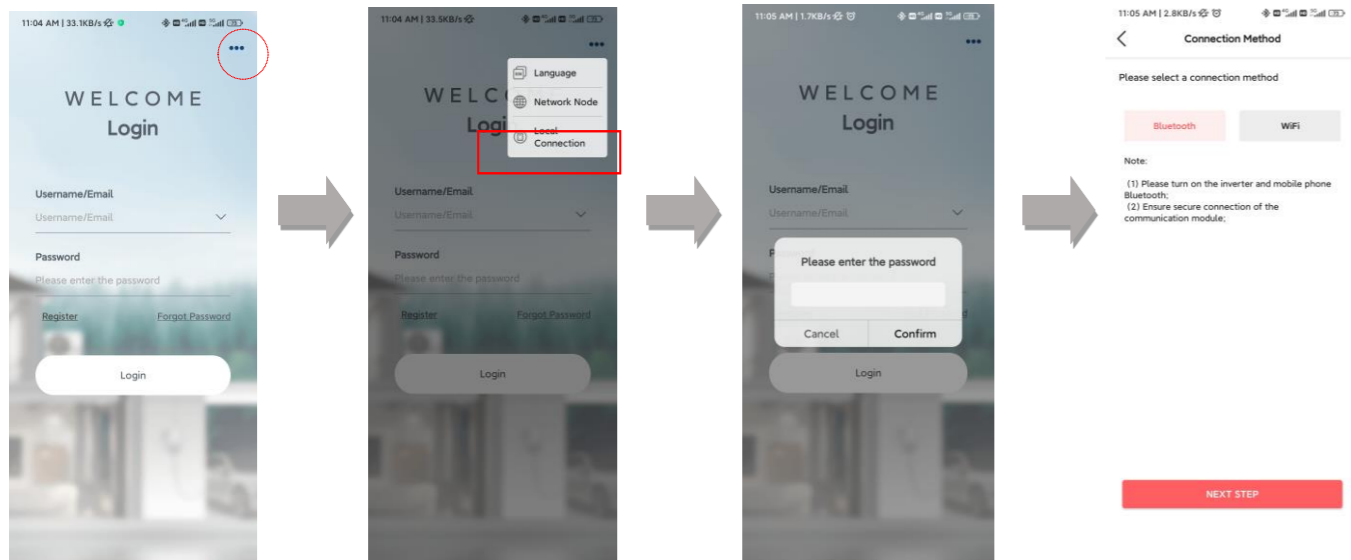 11:04 AM | 33.1KB/s
WELCOME
Login
Username/Email
Username/Email
Password
Please enter the password
Register Forgot Password
Login
11:04 AM | 33.5KB/s
Language
WELC
Network Node
Logi
Local
Connection
Username/Email
Username/Email
Password
Please enter the password
Register Forgot Password
Login
11:05 AM | 1.7KB/s
WELCOME
Login
Username/Email
Username/Email
Please enter the password
Cancel Confirm
Login
11:05 AM | 2.8KB/s
Connection Method
Please select a connection method
Bluetooth WiFi
Note:
(1) Please turn on the inverter and mobile phone
Bluetooth;
(2) Ensure secure connection of the
communication module;
NEXT STEP